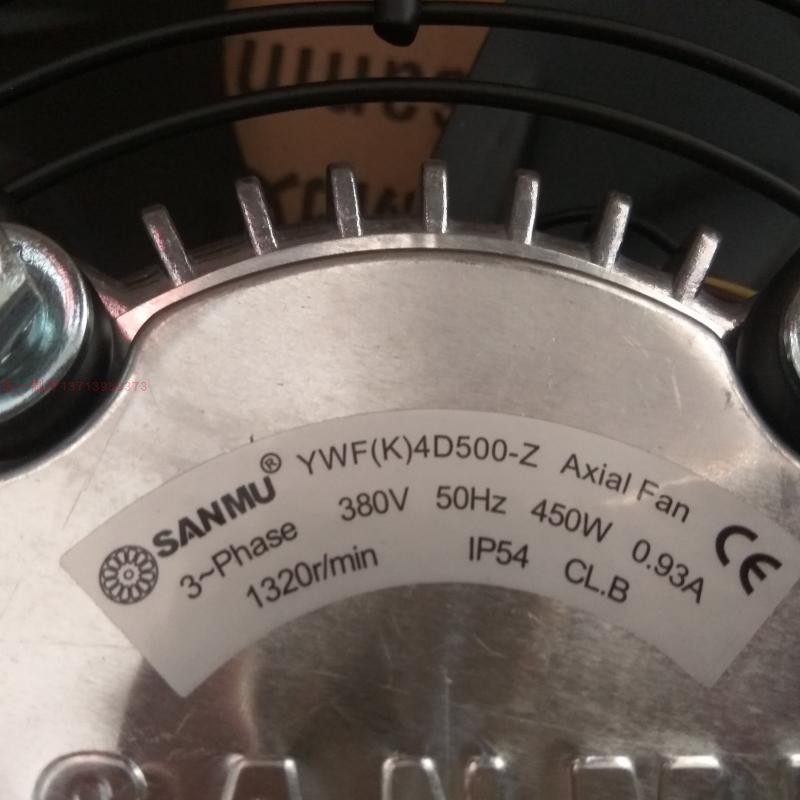 SANMU® YWF(K)4D500-Z Axial Fan
3~Phase 380V 50Hz 450W 0.93A CE
1320r/min IP54 CL.B